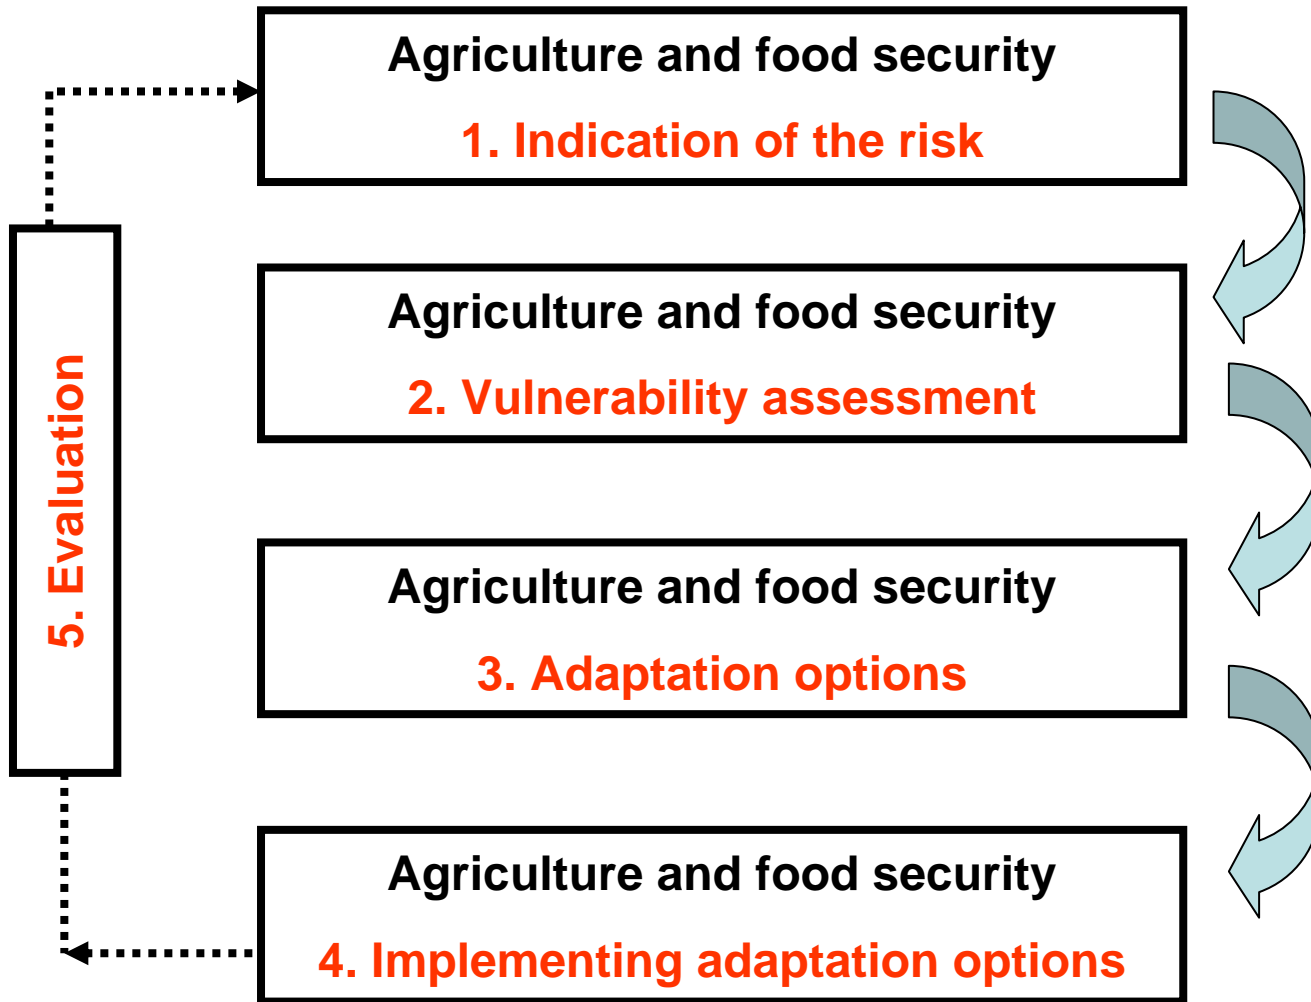 Agriculture and food security
1. Indication of the risk
Agriculture and food security
2. Vulnerability assessment
Agriculture and food security
3. Adaptation options
Agriculture and food security
4. Implementing adaptation options
5. Evaluation